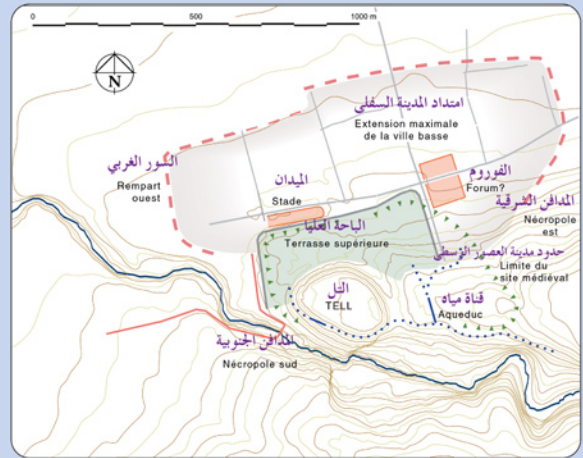 0 500 1000 m
N
امتداد المدينة السفلى
Extension maximale
de la ville basse
السور الغربي
Rempart
ouest
الميدان
Stade
الفوروم
Forum?
المدافن الشرقية
Nécropole
est
الباحة العليا
Terrasse supérieure
حدود مدينة العصور الوسطى
Limite du
site médiéval
التل
TELL
قناة مياه
Aqueduc
المدافن الجنوبية
Nécropole sud